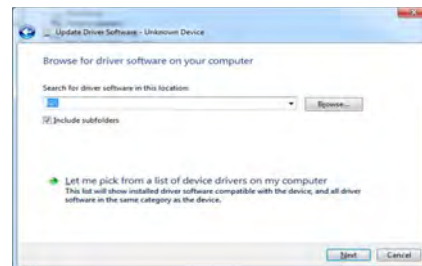 Update Driver Software - Unknown Device
Browse for driver software on your computer
Search for driver software in this location:
Browse...
Include subfolders
Let me pick from a list of device drivers on my computer
This list will show installed driver software compatible with the device, and all driver
software in the same category as the device.
Next
Cancel